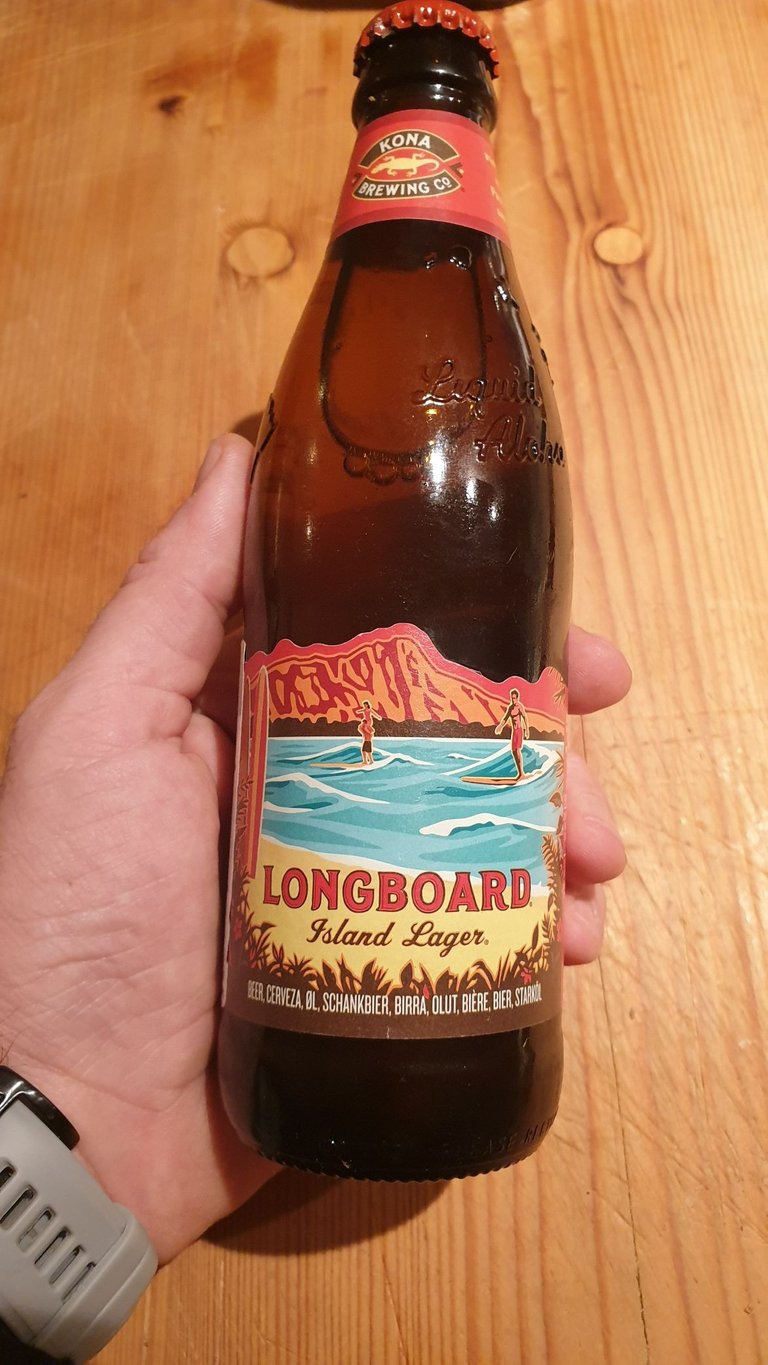 KONA
BREWING CO
Liquid
Aloha
LONGBOARD
Island Lager.
BEER, CERVEZA, ØL, SCHANKBIER, BIRRA, OLUT, BIÈRE, BIER, STARKÖL